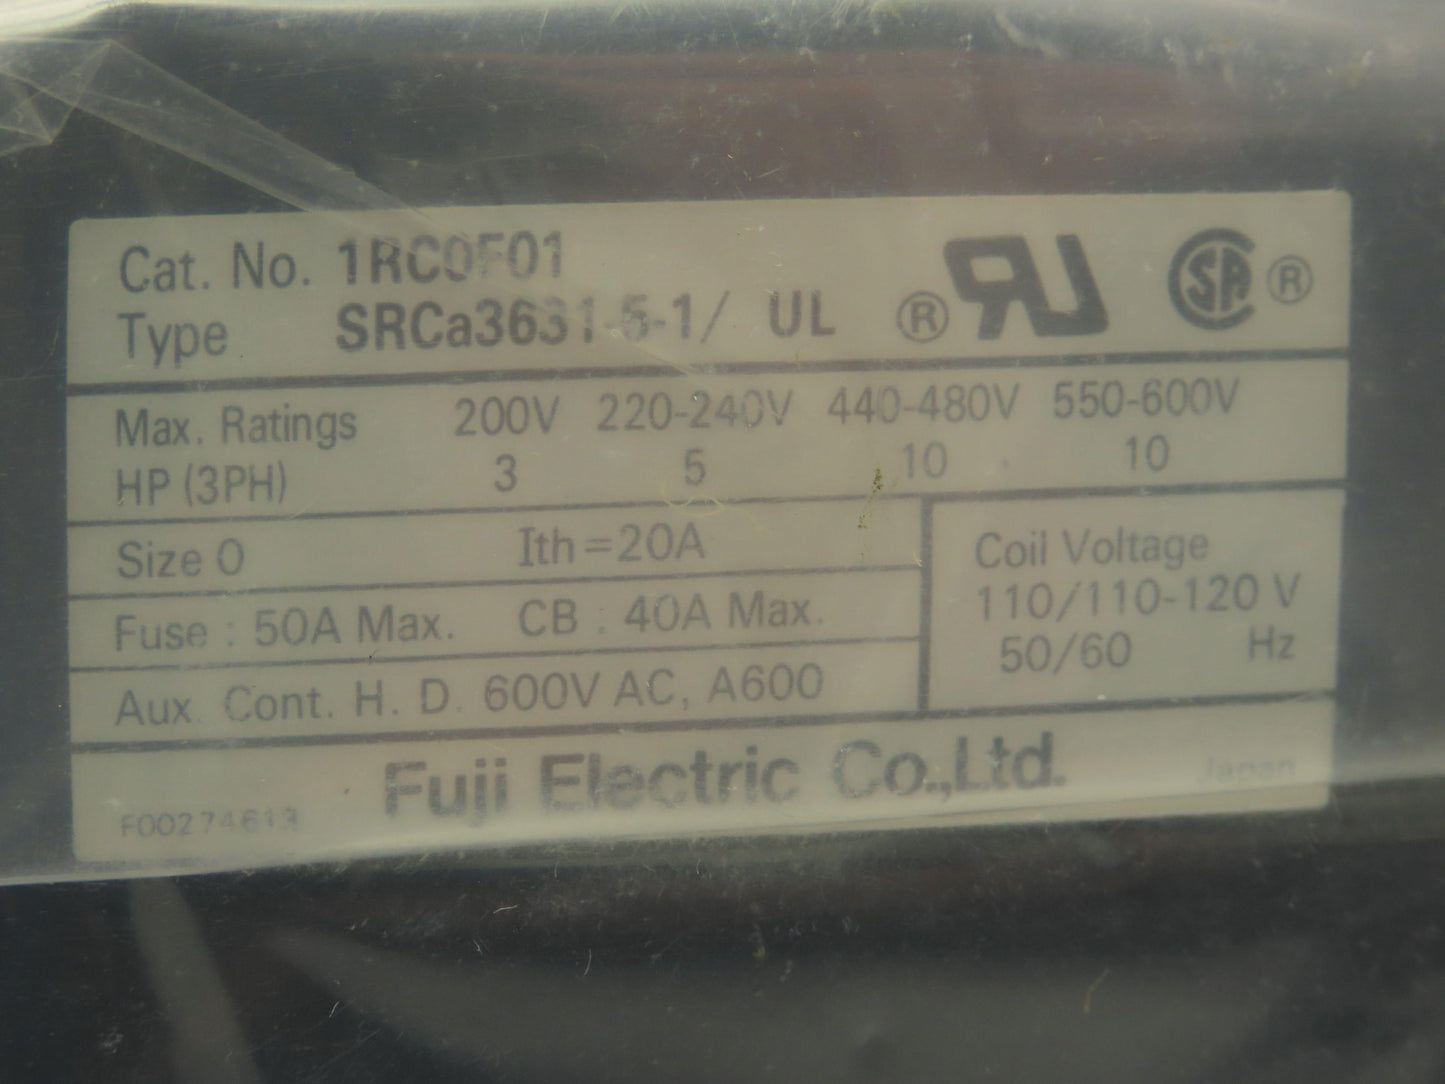 Cat. No. 1RC0F01
Type SRCa3631-5-1/ UL ® UR SA ®
Max. Ratings 200V 220-240V 440-480V 550-600V
HP (3PH) 3 5 10 10
Size 0 Ith=20A
Coil Voltage
110/110-120 V
50/60 Hz
Fuse : 50A Max. CB : 40A Max.
Aux. Cont. H. D. 600V AC, A600
Fuji Electric Co.,Ltd.
F00274613 Japan